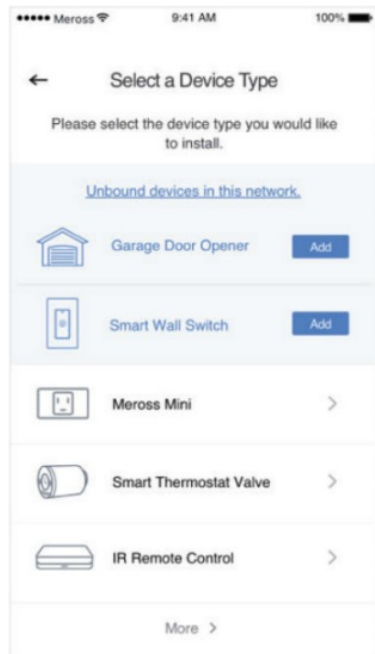 Meross 9:41 AM 100%
Select a Device Type
Please select the device type you would like
to install.
Unbound devices in this network.
Garage Door Opener Add
Smart Wall Switch Add
Meross Mini
Smart Thermostat Valve
IR Remote Control
More